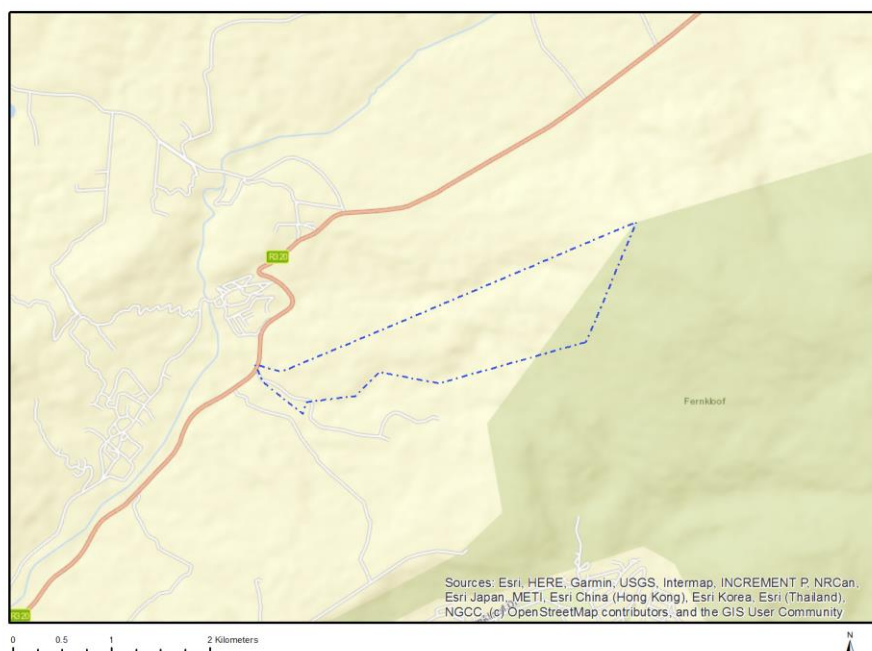 R320
Fernkloof
Sources: Esri, HERE, Garmin, USGS, Intermap, INCREMENT P, NRCan,
Esri Japan, METI, Esri China (Hong Kong), Esri Korea, Esri (Thailand),
NGCC, (c) OpenStreetMap contributors, and the GIS User Community
R320
0 0.5 1 2 Kilometers
N